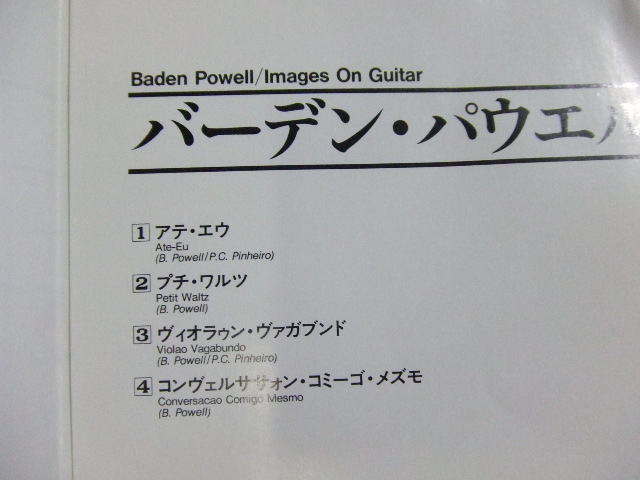 Baden Powell/Images On Guitar
バーデン・パウエル
1 アテ・エウ
Ate-Eu
(B. Powell/P.C. Pinheiro)
2 プチ・ワルツ
Petit Waltz
(B. Powell)
3 ヴィオラゥン・ヴァガブンド
Violao Vagabundo
(B. Powell/P.C. Pinheiro)
4 コンヴェルササォン・コミーゴ・メズモ
Conversacao Comigo Mesmo
(B. Powell)